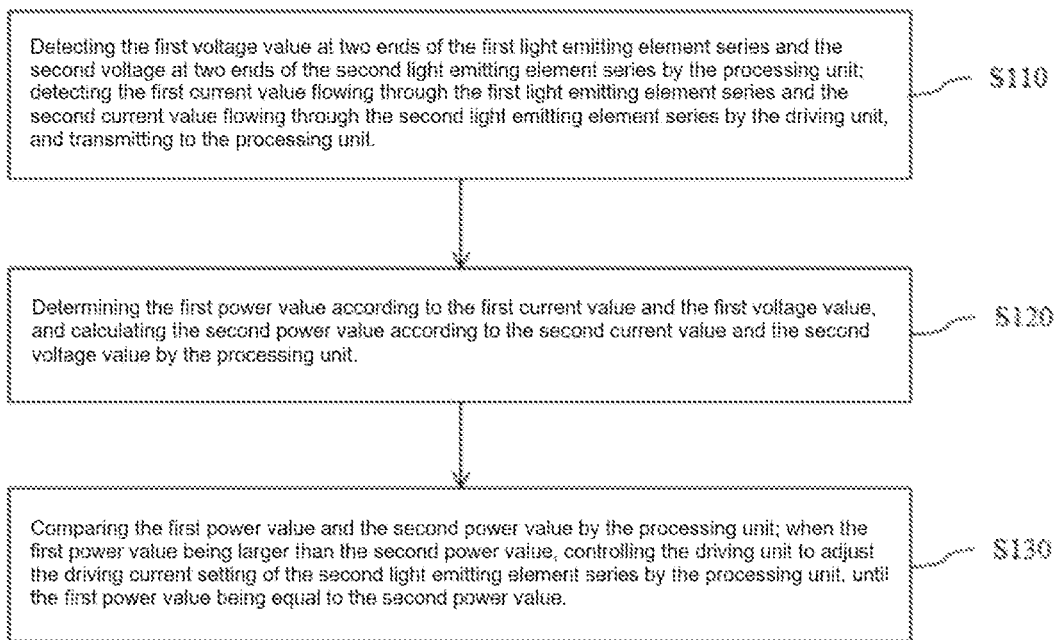 Detecting the first voltage value at two ends of the first light emitting element series and the
second voltage at two ends of the second light emitting element series by the processing unit;
detecting the first current value flowing through the first light emitting element series and the
second current value flowing through the second light emitting element series by the driving unit,
and transmitting to the processing unit.
S110
Determining the first power value according to the first current value and the first voltage value,
and calculating the second power value according to the second current value and the second
voltage value by the processing unit.
S120
Comparing the first power value and the second power value by the processing unit; when the
first power value being larger than the second power value, controlling the driving unit to adjust
the driving current setting of the second light emitting element series by the processing unit, until
the first power value being equal to the second power value.
S130